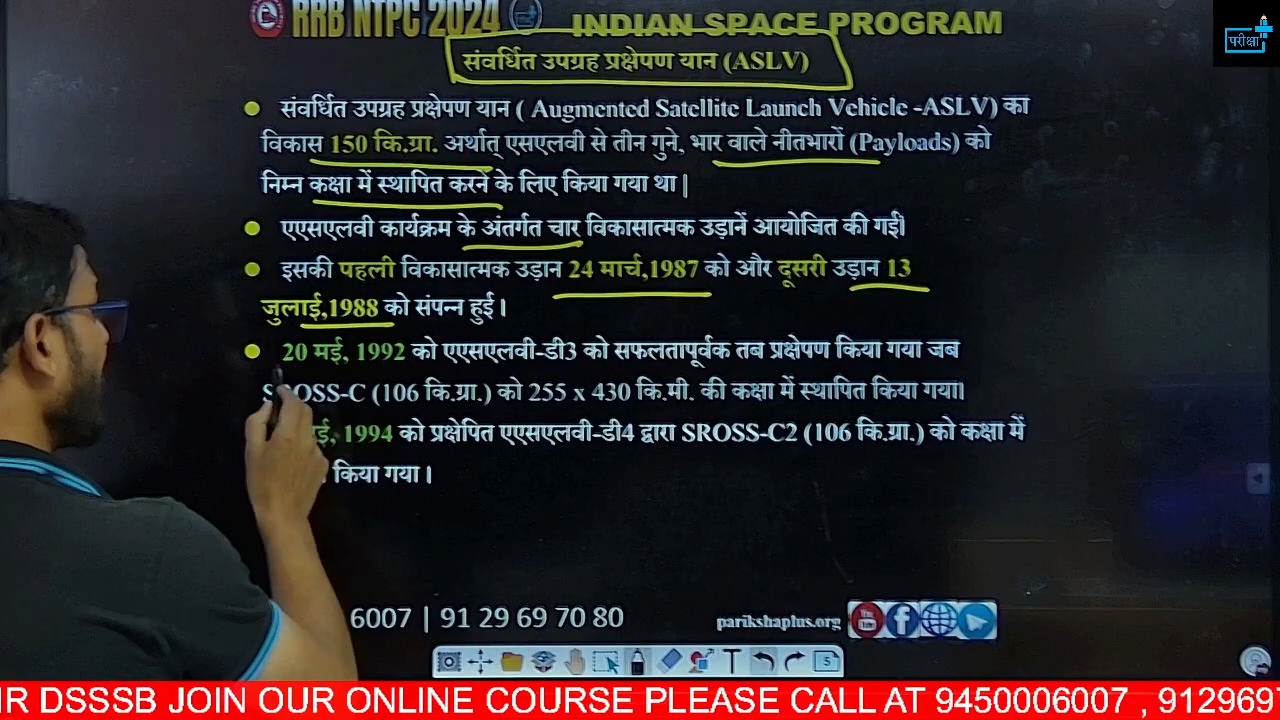 RRB NTPC 2024 INDIAN SPACE PROGRAM
परीक्षा
संवर्धित उपग्रह प्रक्षेपण यान (ASLV)
संवर्धित उपग्रह प्रक्षेपण यान ( Augmented Satellite Launch Vehicle -ASLV) का
विकास 150 कि.ग्रा. अर्थात् एसएलवी से तीन गुने, भार वाले नीतभारों (Payloads) को
निम्न कक्षा में स्थापित करने के लिए किया गया था |
एएसएलवी कार्यक्रम के अंतर्गत चार विकासात्मक उड़ानें आयोजित की गईं।
इसकी पहली विकासात्मक उड़ान 24 मार्च,1987 को और दूसरी उड़ान 13
जुलाई,1988 को संपन्न हुई।
20 मई, 1992 को एएसएलवी-डी3 को सफलतापूर्वक तब प्रक्षेपण किया गया जब
SROSS-C (106 कि.ग्रा.) को 255 x 430 कि.मी. की कक्षा में स्थापित किया गया।
1994 को प्रक्षेपित एएसएलवी-डी4 द्वारा SROSS-C2 (106 कि.ग्रा.) को कक्षा में
किया गया।
6007 | 91 29 69 70 80 parikshaplus.org
5
IR DSSSB JOIN OUR ONLINE COURSE PLEASE CALL AT 9450006007 , 912969